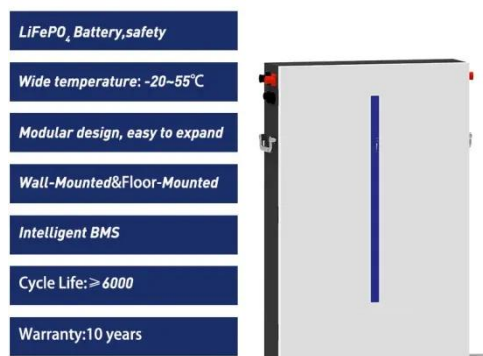 LiFePO₄ Battery,safety
Wide temperature: -20~55℃
Modular design, easy to expand
Wall-Mounted&Floor-Mounted
Intelligent BMS
Cycle Life:≥6000
Warranty:10 years